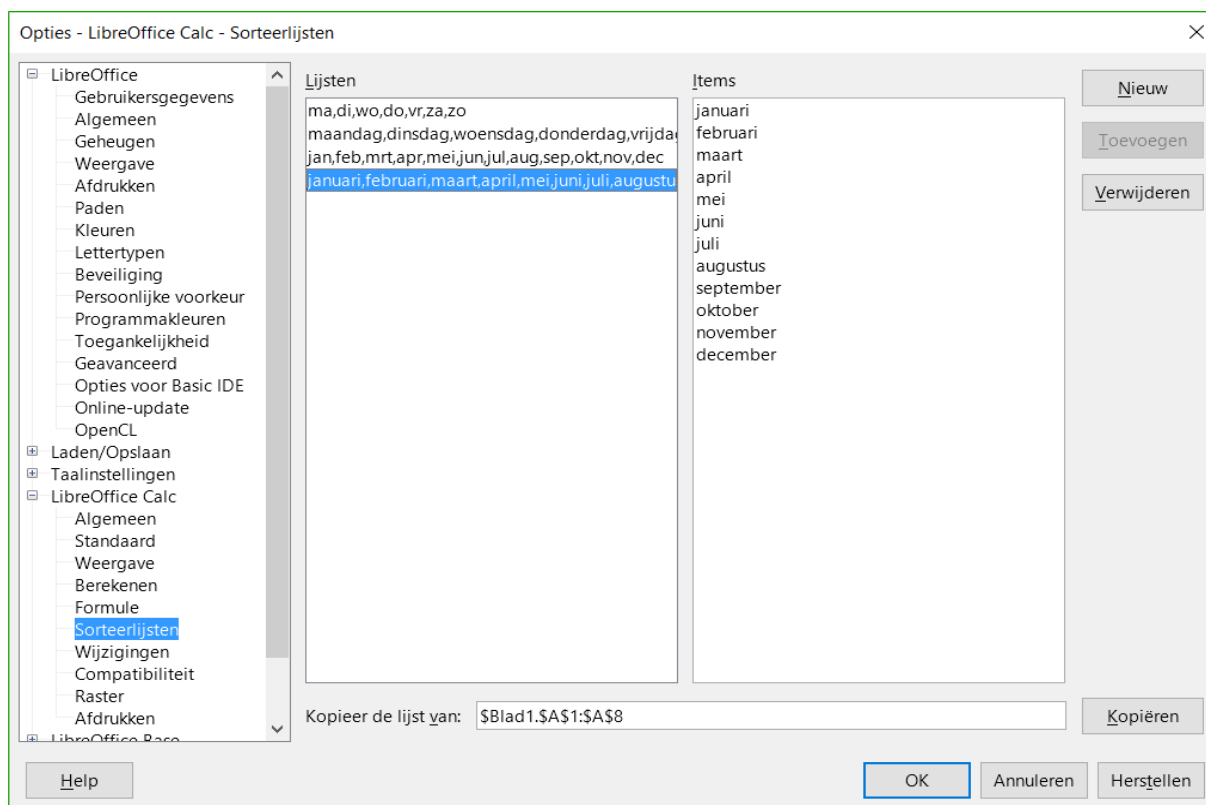 Opties - LibreOffice Calc - Sorteerlijsten
LibreOffice
Gebruikersgegevens
Algemeen
Geheugen
Weergave
Afdrukken
Paden
Kleuren
Lettertypen
Beveiliging
Persoonlijke voorkeur
Programmakleuren
Toegankelijkheid
Geavanceerd
Opties voor Basic IDE
Online-update
OpenCL
Laden/Opslaan
Taalinstellingen
LibreOffice Calc
Algemeen
Standaard
Weergave
Berekenen
Formule
Sorteerlijsten
Wijzigingen
Compatibiliteit
Raster
Afdrukken
LibreOffice Base
Lijsten
ma,di,wo,do,vr,za,zo
maandag,dinsdag,woensdag,donderdag,vrijdag
jan,feb,mrt,apr,mei,jun,jul,aug,sep,okt,nov,dec
januari,februari,maart,april,mei,juni,juli,augustu
Items
januari
februari
maart
april
mei
juni
juli
augustus
september
oktober
november
december
Nieuw
Toevoegen
Verwijderen
Kopieer de lijst van: $Blad1.$A$1:$A$8
Kopiëren
Help
OK
Annuleren
Herstellen